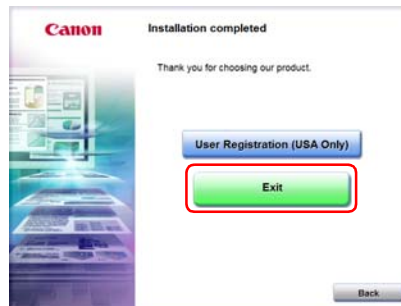 Canon
Installation completed
Thank you for choosing our product.
User Registration (USA Only)
Exit
Back